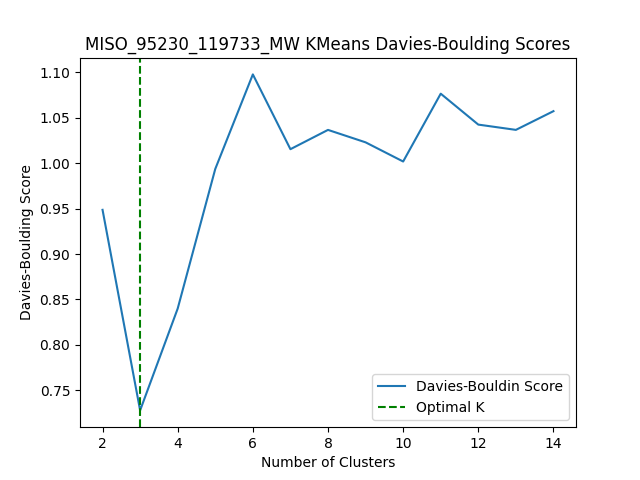 MISO_95230_119733_MW KMeans Davies-Boulding Scores
Davies-Boulding Score
1.10
1.05
1.00
0.95
0.90
0.85
0.80
0.75
Davies-Bouldin Score
Optimal K
2 4 6 8 10 12 14
Number of Clusters